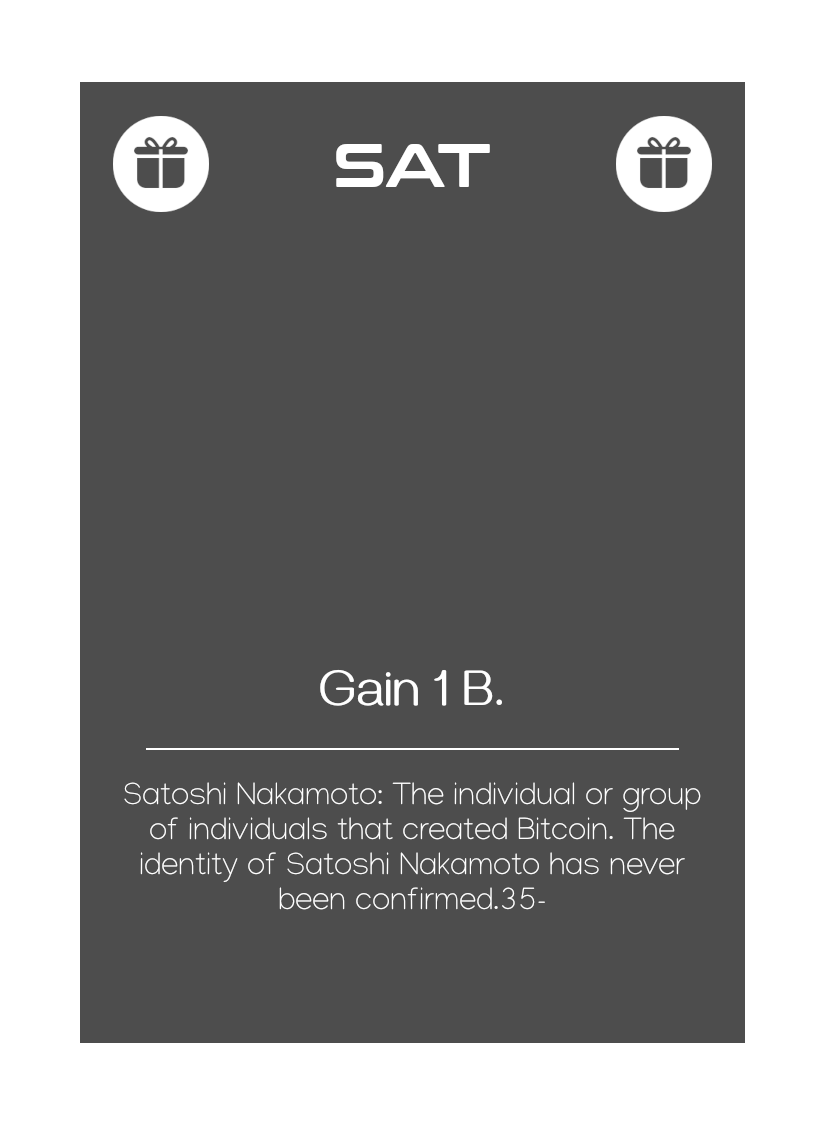 SAT
Gain 1 B.
Satoshi Nakamoto: The individual or group
of individuals that created Bitcoin. The
identity of Satoshi Nakamoto has never
been confirmed.35-